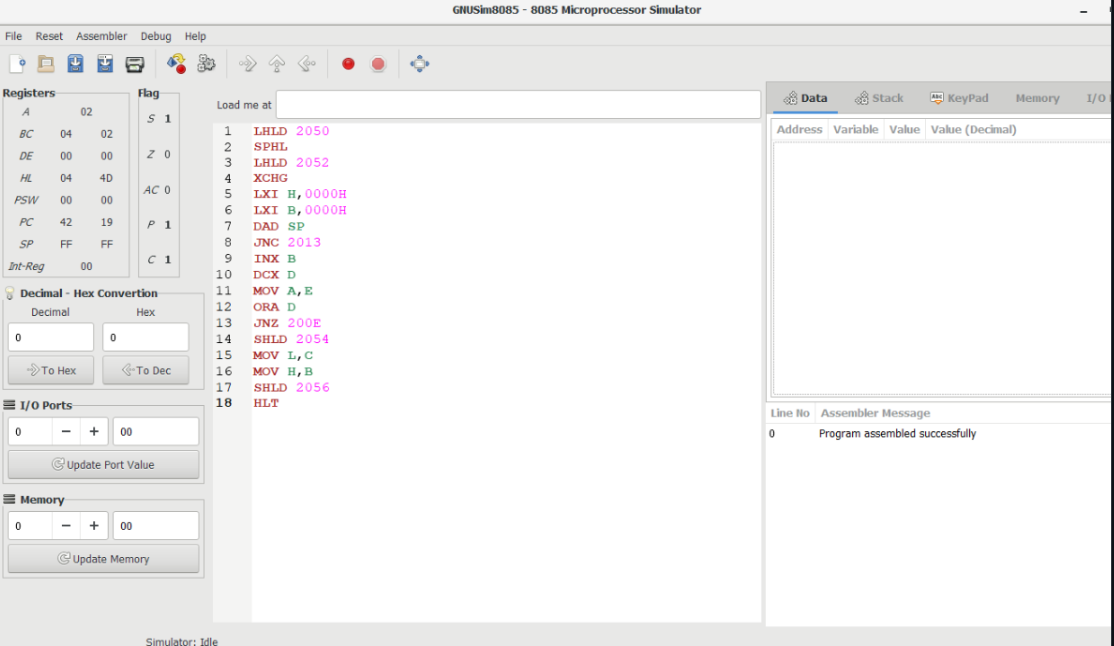 GNUSim8085 - 8085 Microprocessor Simulator
File Reset Assembler Debug Help
Registers
A 02
BC 04 02
DE 00 00
HL 04 4D
PSW 00 00
PC 42 19
SP FF FF
Int-Reg 00
Flag
S 1
Z 0
AC 0
P 1
C 1
Decimal - Hex Convertion
Decimal Hex
0 0
To Hex To Dec
I/O Ports
0 - + 00
Update Port Value
Memory
0 - + 00
Update Memory
Load me at
1 LHLD 2050
2 SPHL
3 LHLD 2052
4 XCHG
5 LXI H,0000H
6 LXI B,0000H
7 DAD SP
8 JNC 2013
9 INX B
10 DCX D
11 MOV A,E
12 ORA D
13 JNZ 200E
14 SHLD 2054
15 MOV L,C
16 MOV H,B
17 SHLD 2056
18 HLT
Data Stack KeyPad Memory I/O
Address Variable Value Value (Decimal)
Line No Assembler Message
0 Program assembled successfully
Simulator: Idle